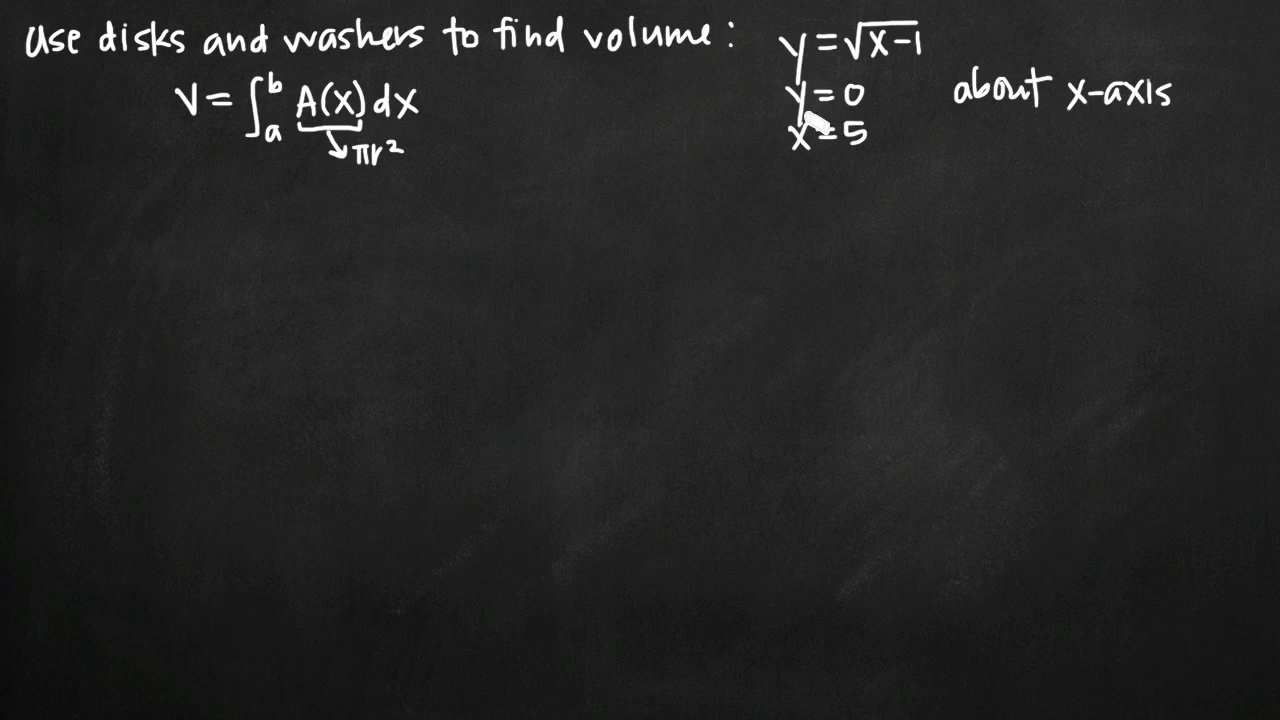 use disks and washers to find volume: y=√x-1
V=∫ₐᵇ A(x)dx y=0 about x-axis
→πr² x=5